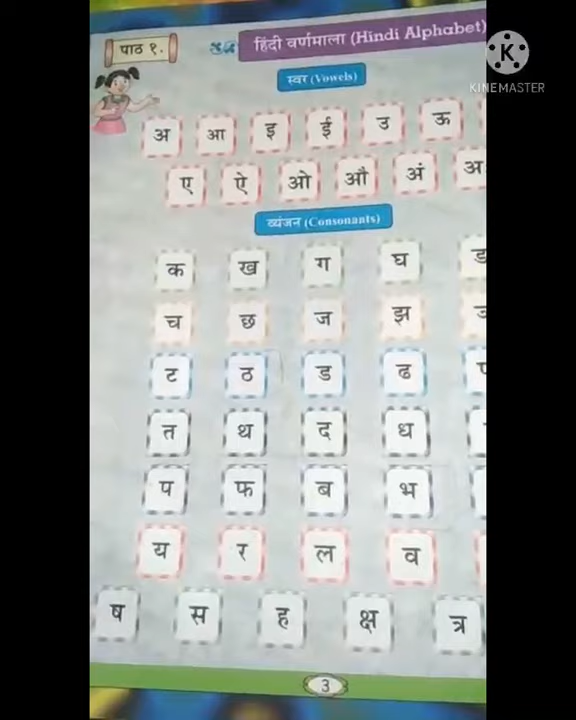 पाठ १.
हिंदी वर्णमाला (Hindi Alphabet)
KINEMASTER
स्वर (Vowels)
अ आ इ ई उ ऊ
ए ऐ ओ औ अं
व्यंजन (Consonants)
क ख ग घ
च छ ज झ
ट ठ ड ढ
त थ द ध
प फ ब भ
य र ल व
ष स ह क्ष त्र
3